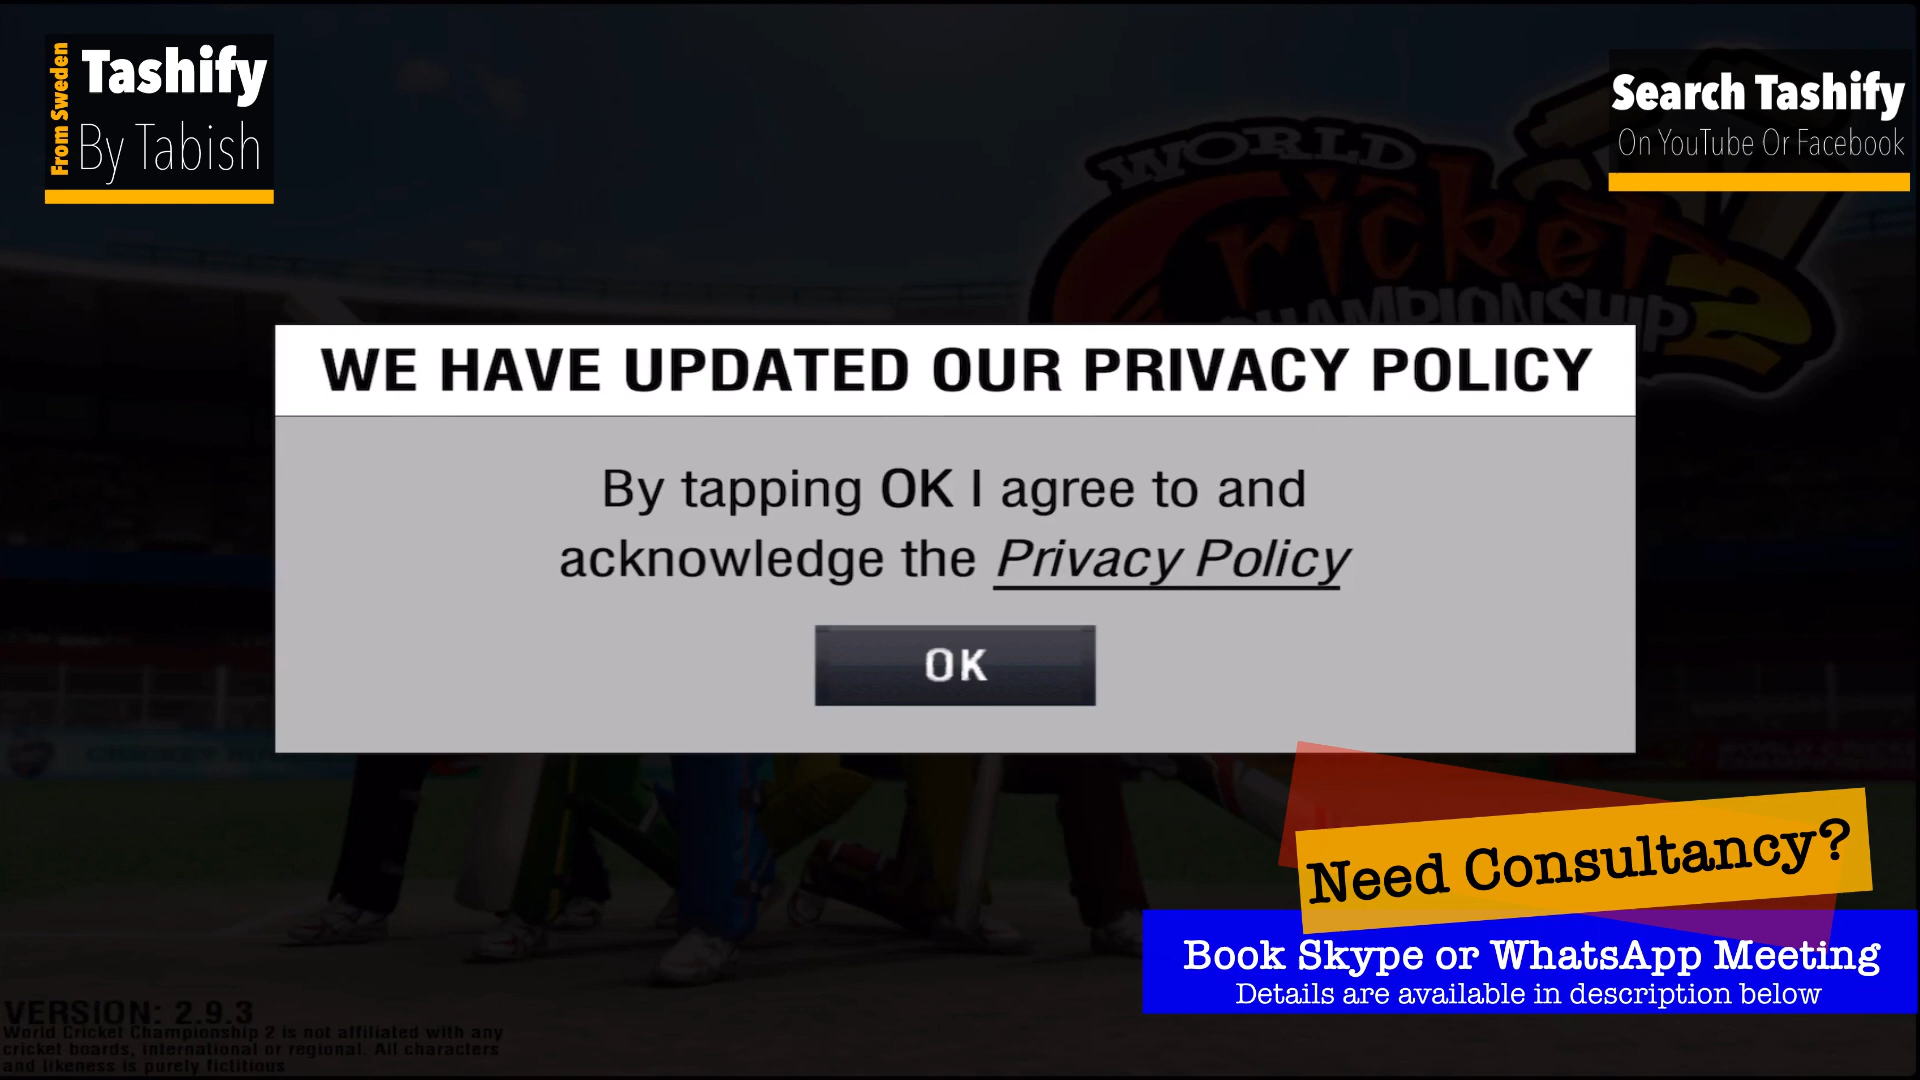 From Sweden
Tashify
By Tabish
Search Tashify
On YouTube Or Facebook
WORLD
Cricket
CHAMPIONSHIP 2
WE HAVE UPDATED OUR PRIVACY POLICY
By tapping OK I agree to and
acknowledge the Privacy Policy
OK
Need Consultancy?
Book Skype or WhatsApp Meeting
Details are available in description below
VERSION: 2.9.3
World Cricket Championship 2 is not affiliated with any
cricket boards, international or regional. All characters
and likeness is purely fictitious